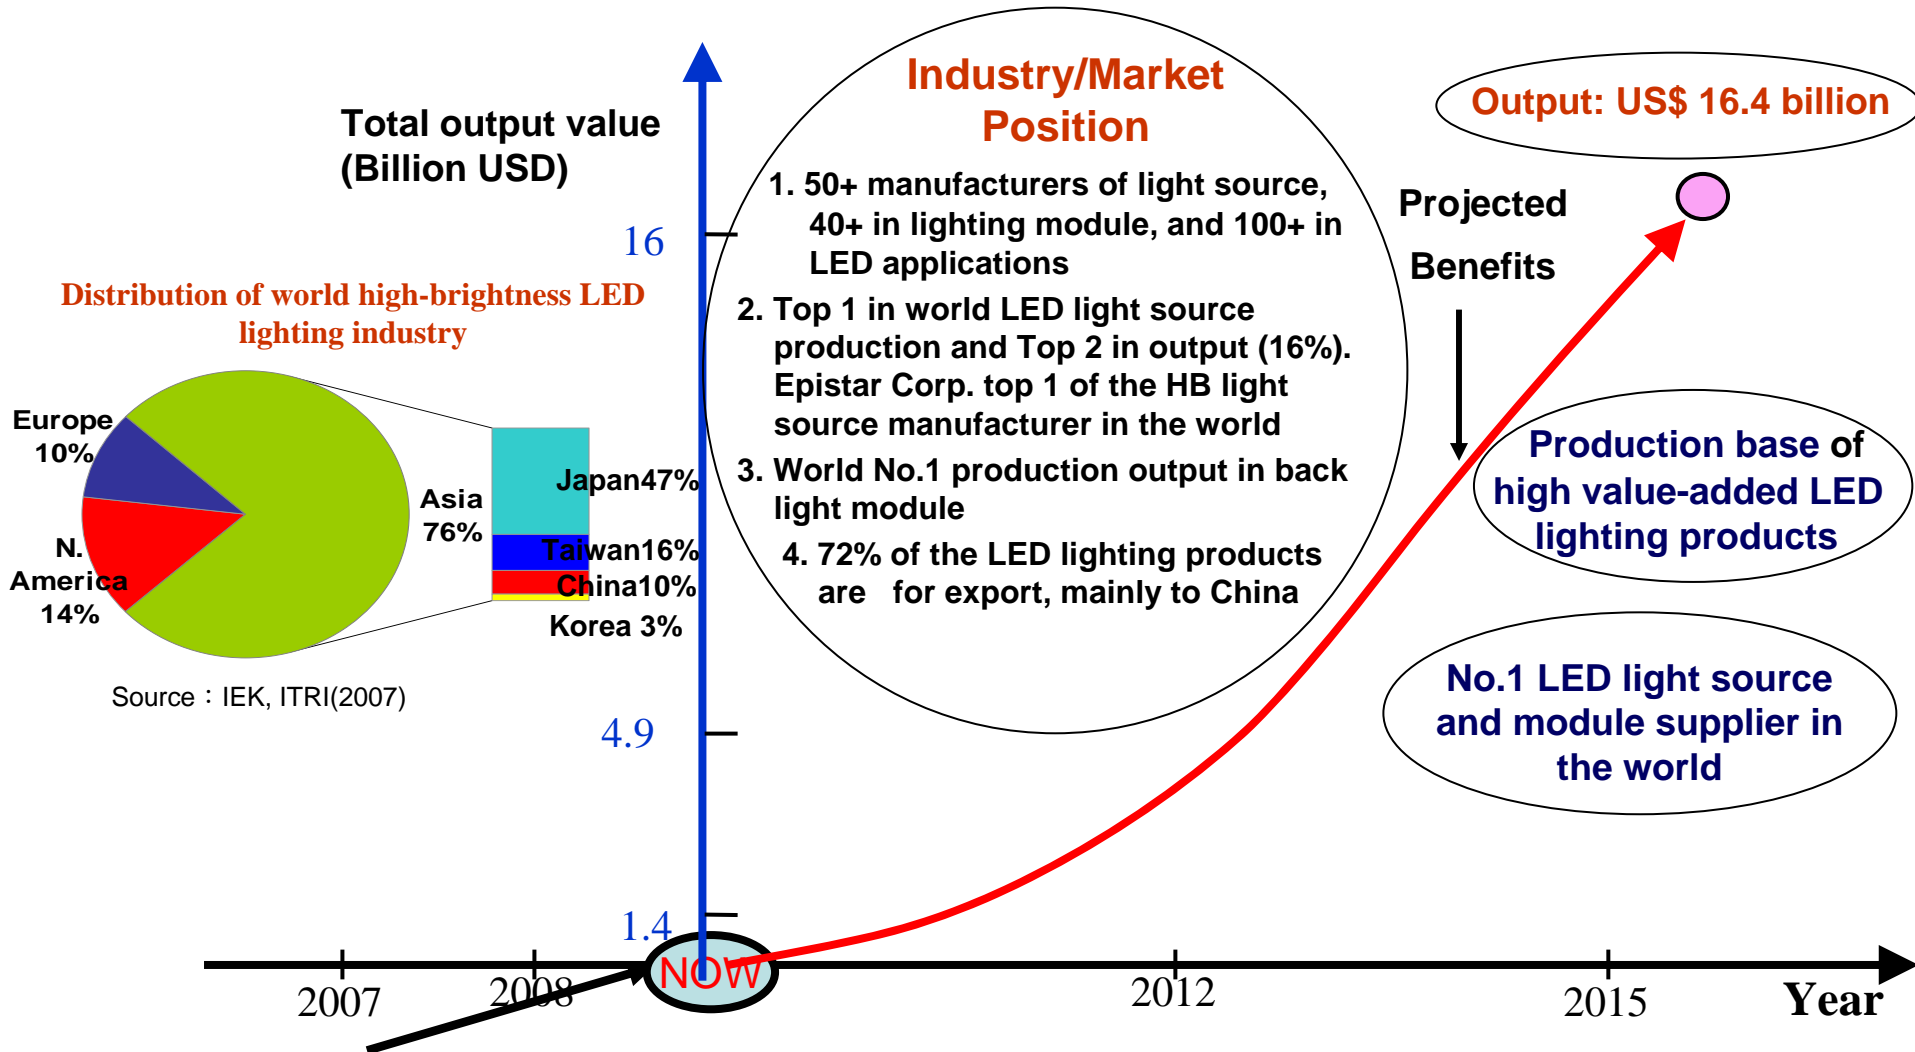 Total output value
(Billion USD)
Industry/Market
Position
1. 50+ manufacturers of light source,
40+ in lighting module, and 100+ in
LED applications
2. Top 1 in world LED light source
production and Top 2 in output (16%).
Epistar Corp. top 1 of the HB light
source manufacturer in the world
3. World No.1 production output in back
light module
4. 72% of the LED lighting products
are for export, mainly to China
Output: US$ 16.4 billion
Projected
Benefits
Production base of
high value-added LED
lighting products
No.1 LED light source
and module supplier in
the world
Distribution of world high-brightness LED
lighting industry
Europe
10%
N.
America
14%
Asia
76%
Japan47%
Taiwan16%
China10%
Korea 3%
Source：IEK, ITRI(2007)
16
4.9
1.4
NOW
2007
2008
2012
2015
Year